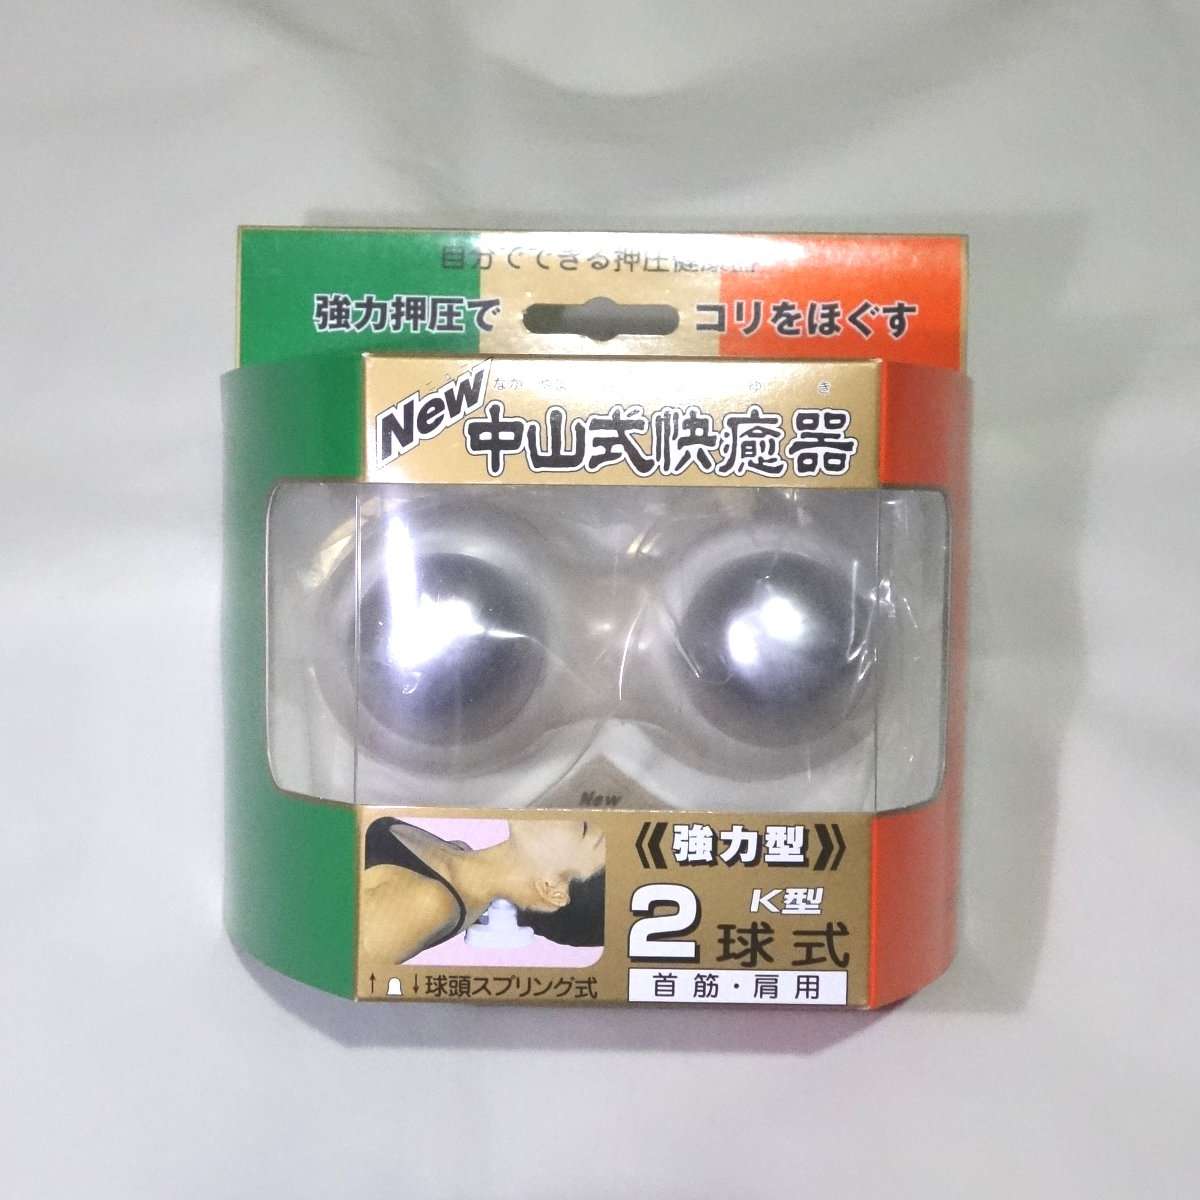 自分でできる押圧健康
強力押圧で コリをほぐす
New 中山式快癒器
New
《強力型》
K型
2球式
首筋・肩用
↑ ↓球頭スプリング式